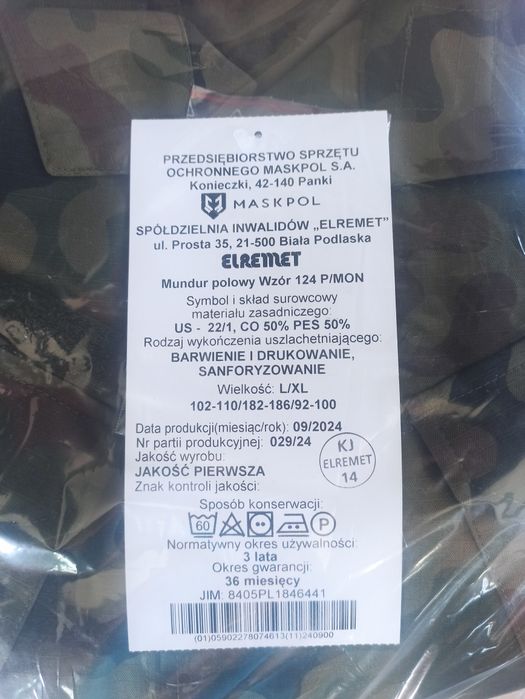 PRZEDSIĘBIORSTWO SPRZĘTU
OCHRONNEGO MASKPOL S.A.
Konieczki, 42-140 Panki
MASKPOL
SPÓŁDZIELNIA INWALIDÓW „ELREMET”
ul. Prosta 35, 21-500 Biała Podlaska
ELREMET
Mundur polowy Wzór 124 P/MON
Symbol i skład surowcowy
materiału zasadniczego:
US - 22/1, CO 50% PES 50%
Rodzaj wykończenia uszlachetniającego:
BARWIENIE I DRUKOWANIE,
SANFORYZOWANIE
Wielkość: L/XL
102-110/182-186/92-100
Data produkcji(miesiąc/rok): 09/2024
Nr partii produkcyjnej: 029/24
Jakość wyrobu:
JAKOŚĆ PIERWSZA
Znak kontroli jakości:
KJ
ELREMET
14
Sposób konserwacji:
60 P
Normatywny okres używalności:
3 lata
Okres gwarancji:
36 miesięcy
JIM: 8405PL1846441
(01)05902278074613(11)240900